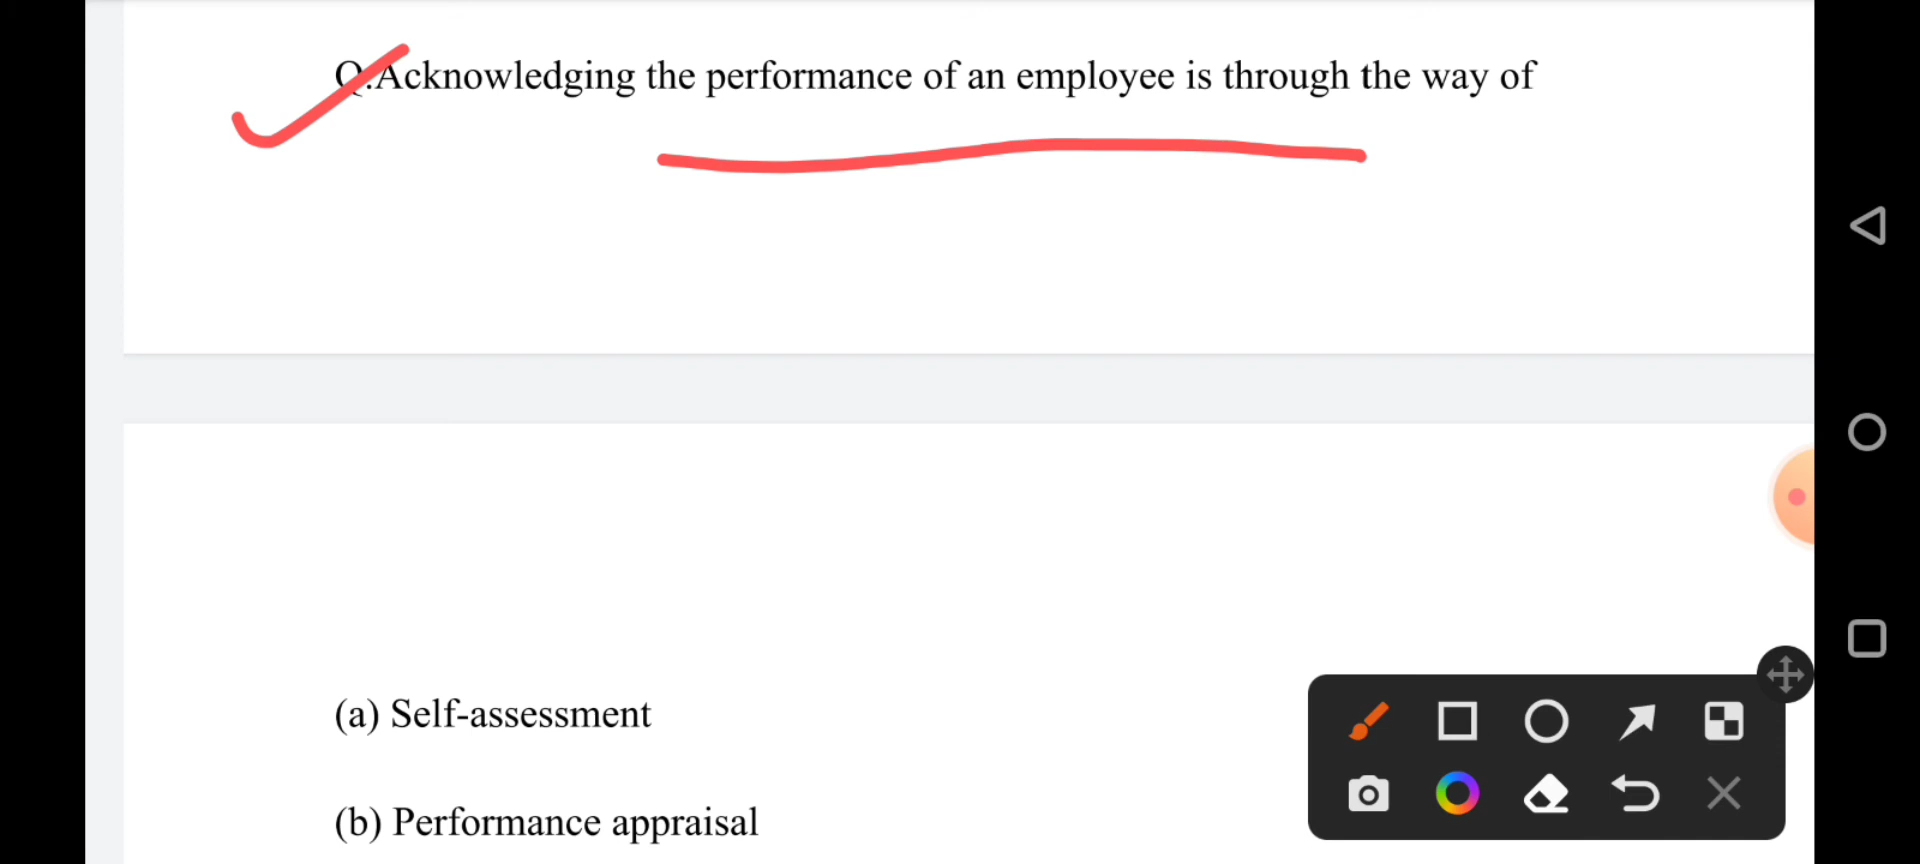 Q.Acknowledging the performance of an employee is through the way of
(a) Self-assessment
(b) Performance appraisal